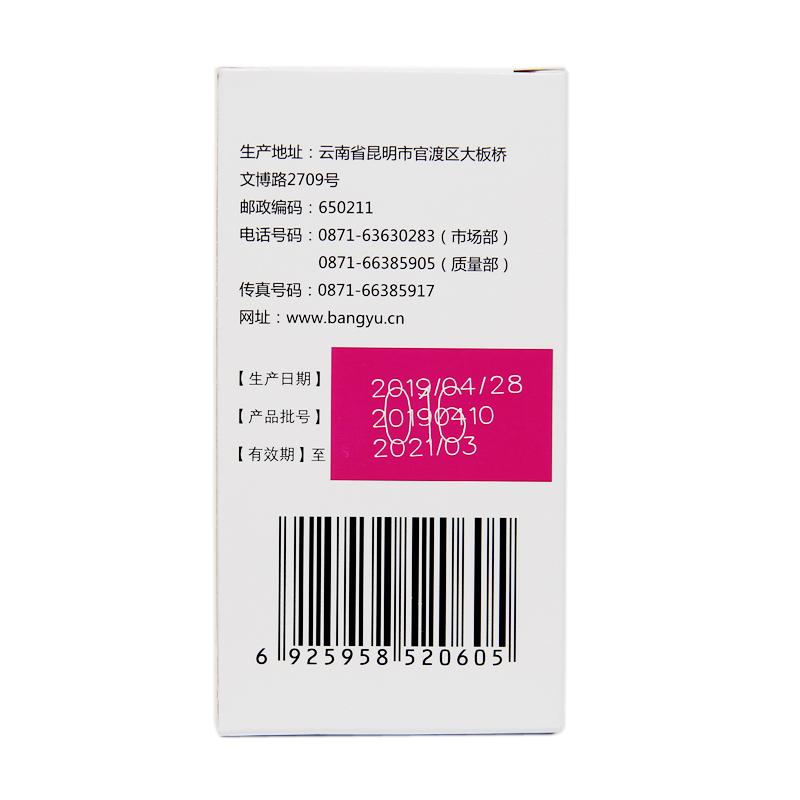 生产地址：云南省昆明市官渡区大板桥
文博路2709号
邮政编码：650211
电话号码：0871-63630283（市场部）
0871-66385905（质量部）
传真号码：0871-66385917
网址：www.bangyu.cn
【生产日期】 2019/04/28
【产品批号】 20190410
【有效期】至 2021/03
016
6 925958 520605